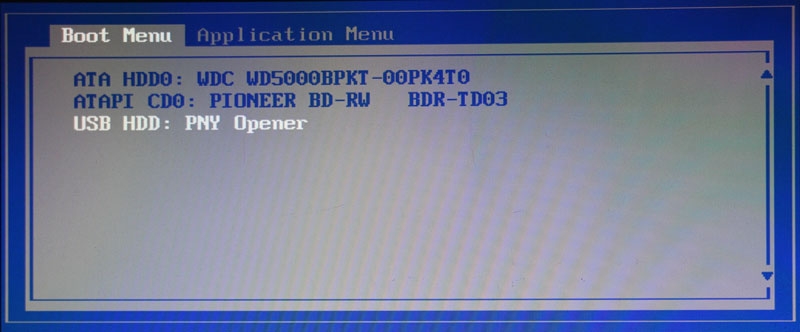 Boot Menu Application Menu
ATA HDD0: WDC WD5000BPKT-00PK4T0
ATAPI CD0: PIONEER BD-RW   BDR-TD03
USB HDD: PNY Opener